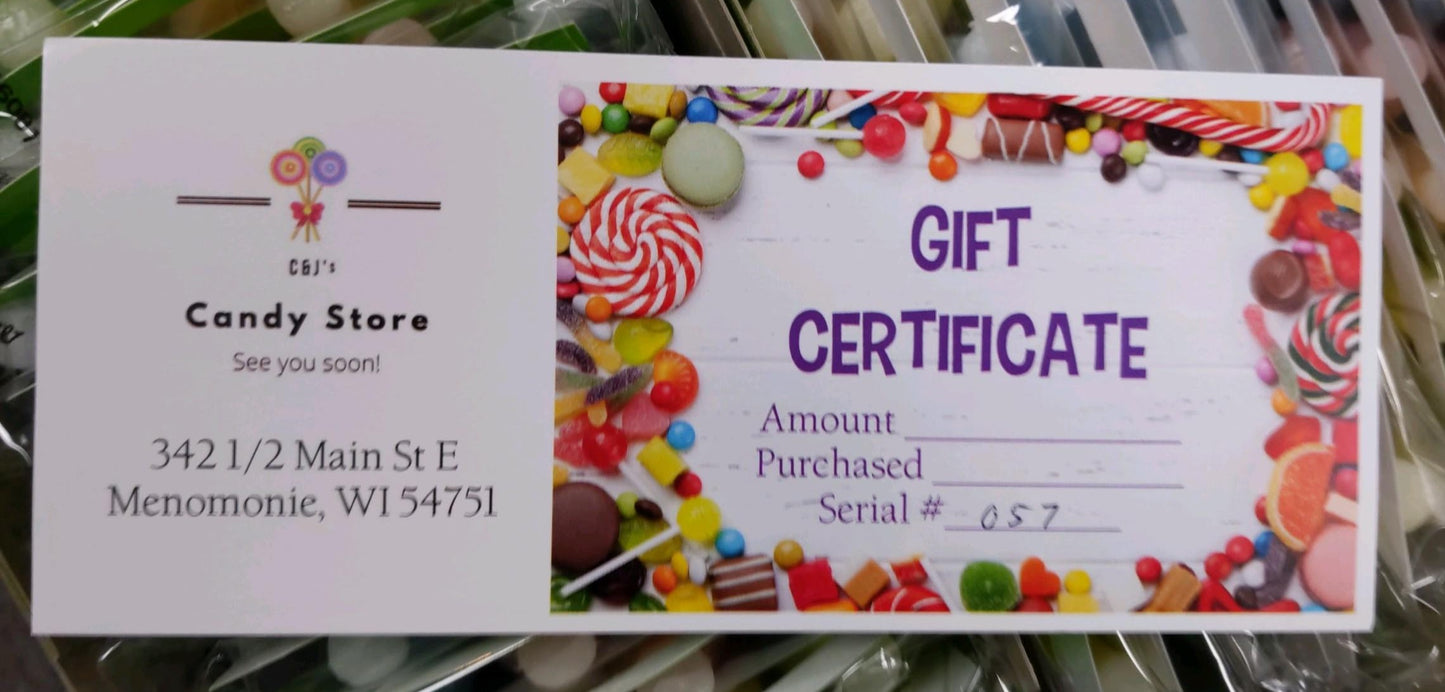 C&J's
Candy Store
See you soon!
342 1/2 Main St E
Menomonie, WI 54751
GIFT
CERTIFICATE
Amount
Purchased
Serial # 057